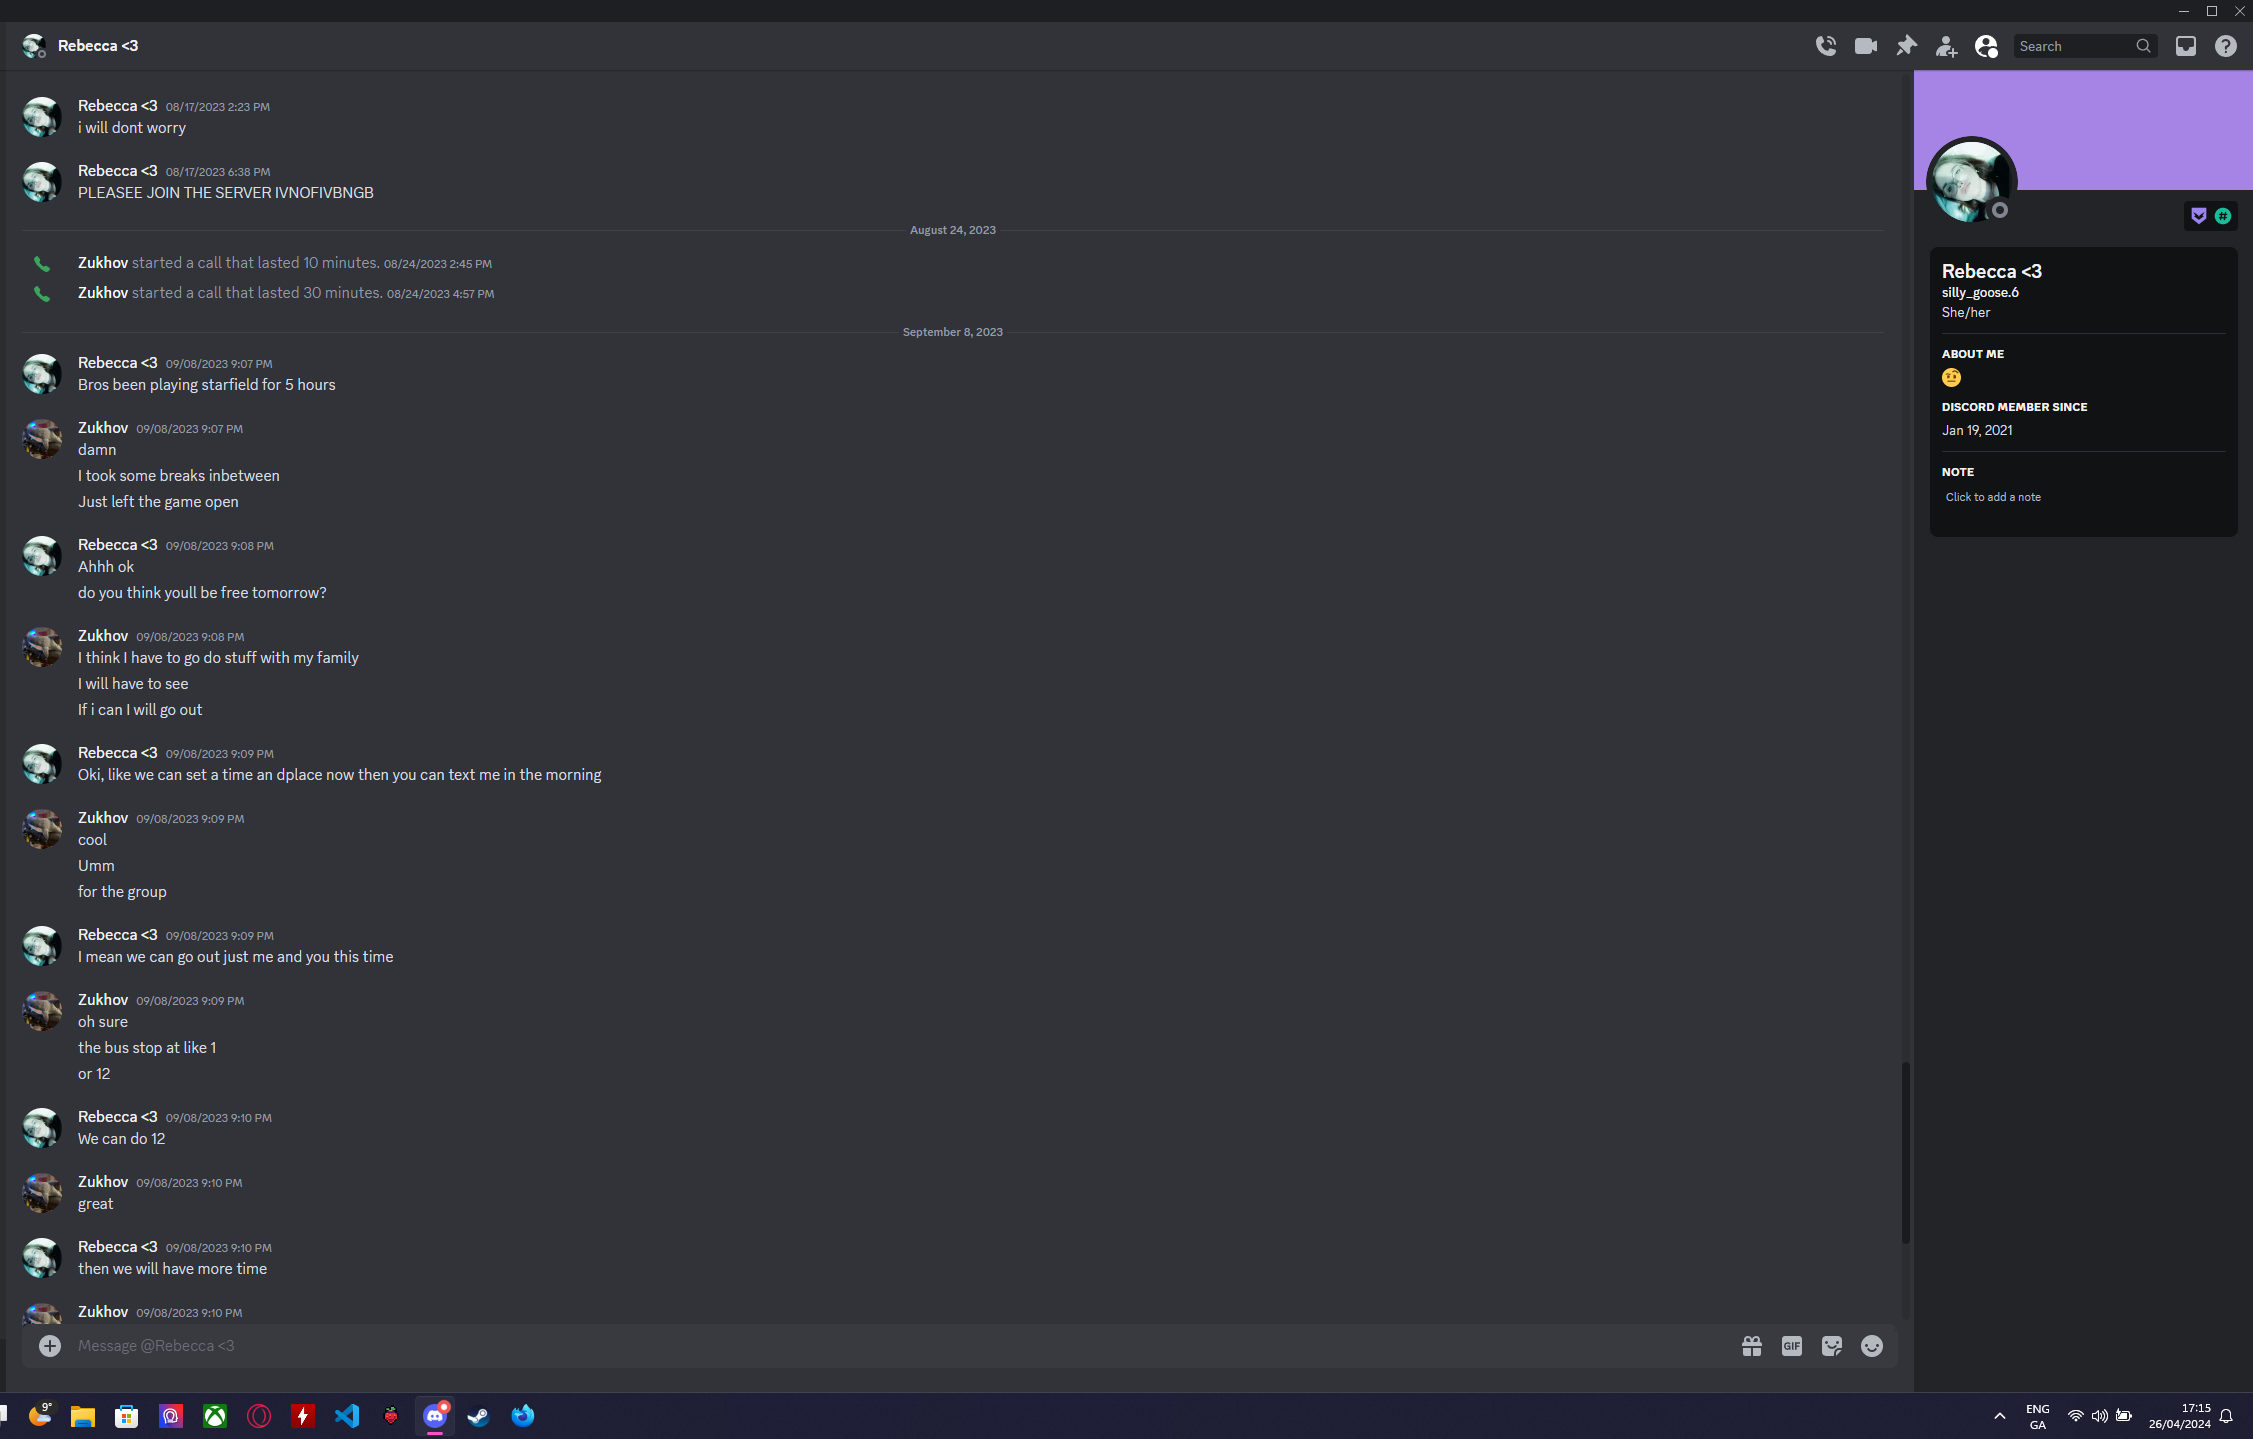 Rebecca <3
Search
Rebecca <3 08/17/2023 2:23 PM
i will dont worry
Rebecca <3 08/17/2023 6:38 PM
PLEASEE JOIN THE SERVER IVNOFIVBNGB
August 24, 2023
Zukhov started a call that lasted 10 minutes. 08/24/2023 2:45 PM
Zukhov started a call that lasted 30 minutes. 08/24/2023 4:57 PM
September 8, 2023
Rebecca <3 09/08/2023 9:07 PM
Bros been playing starfield for 5 hours
Zukhov 09/08/2023 9:07 PM
damn
I took some breaks inbetween
Just left the game open
Rebecca <3 09/08/2023 9:08 PM
Ahhh ok
do you think youll be free tomorrow?
Zukhov 09/08/2023 9:08 PM
I think I have to go do stuff with my family
I will have to see
If i can I will go out
Rebecca <3 09/08/2023 9:09 PM
Oki, like we can set a time an dplace now then you can text me in the morning
Zukhov 09/08/2023 9:09 PM
cool
Umm
for the group
Rebecca <3 09/08/2023 9:09 PM
I mean we can go out just me and you this time
Zukhov 09/08/2023 9:09 PM
oh sure
the bus stop at like 1
or 12
Rebecca <3 09/08/2023 9:10 PM
We can do 12
Zukhov 09/08/2023 9:10 PM
great
Rebecca <3 09/08/2023 9:10 PM
then we will have more time
Zukhov 09/08/2023 9:10 PM
Message @Rebecca <3
GIF
Rebecca <3
silly_goose.6
She/her
ABOUT ME
DISCORD MEMBER SINCE
Jan 19, 2021
NOTE
Click to add a note
9°
ENG
GA
17:15
26/04/2024